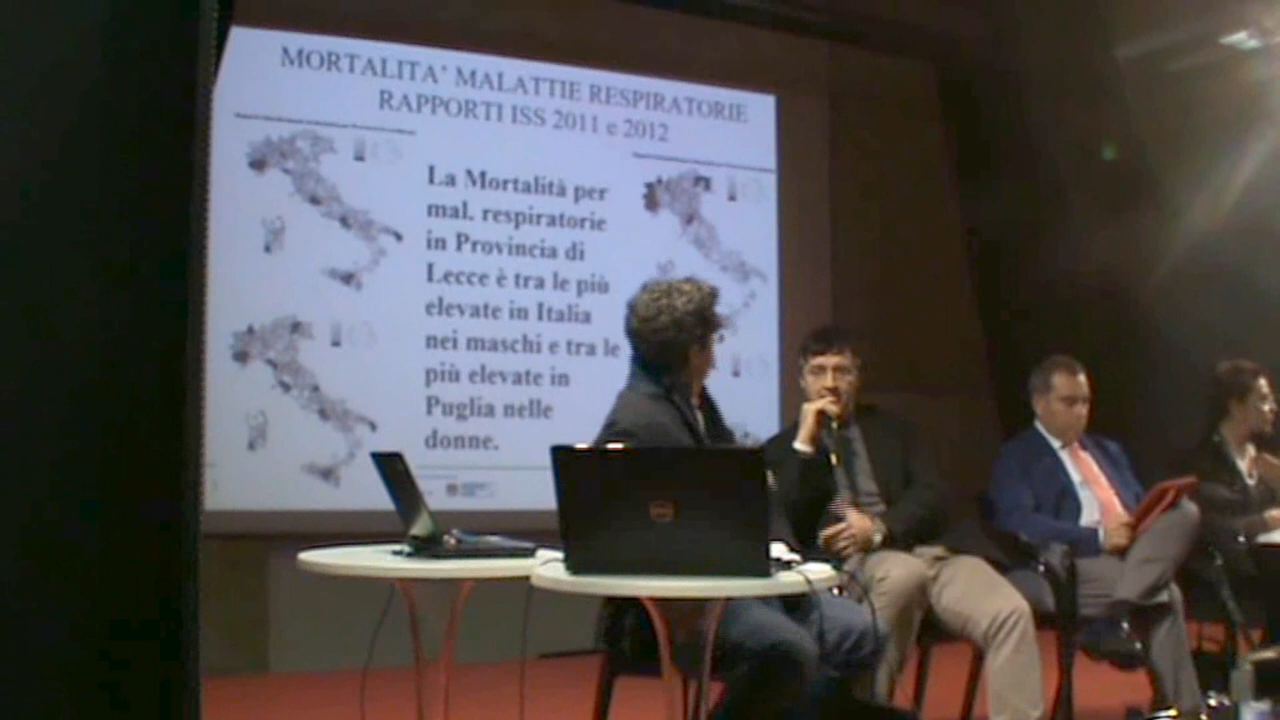 MORTALITA' MALATTIE RESPIRATORIE
RAPPORTI ISS 2011 e 2012
La Mortalità per
mal. respiratorie
in Provincia di
Lecce è tra le più
elevate in Italia
nei maschi e tra le
più elevate in
Puglia nelle
donne.